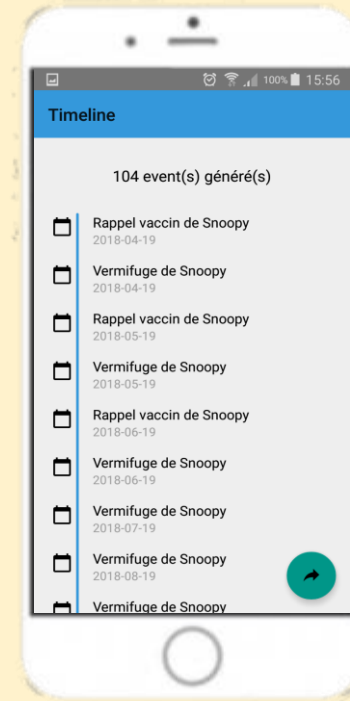 100% 15:56
Timeline
104 event(s) généré(s)
Rappel vaccin de Snoopy
2018-04-19
Vermifuge de Snoopy
2018-04-19
Rappel vaccin de Snoopy
2018-05-19
Vermifuge de Snoopy
2018-05-19
Rappel vaccin de Snoopy
2018-06-19
Vermifuge de Snoopy
2018-06-19
Vermifuge de Snoopy
2018-07-19
Vermifuge de Snoopy
2018-08-19
Vermifuge de Snoopy